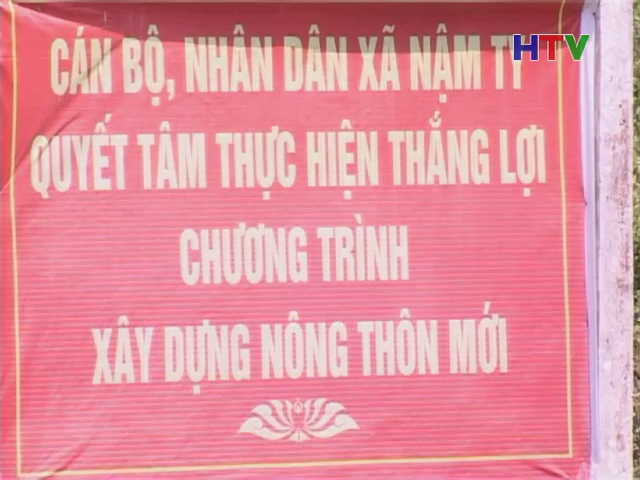 HTV
CÁN BỘ, NHÂN DÂN XÃ NẬM TY
QUYẾT TÂM THỰC HIỆN THẮNG LỢI
CHƯƠNG TRÌNH
XÂY DỰNG NÔNG THÔN MỚI